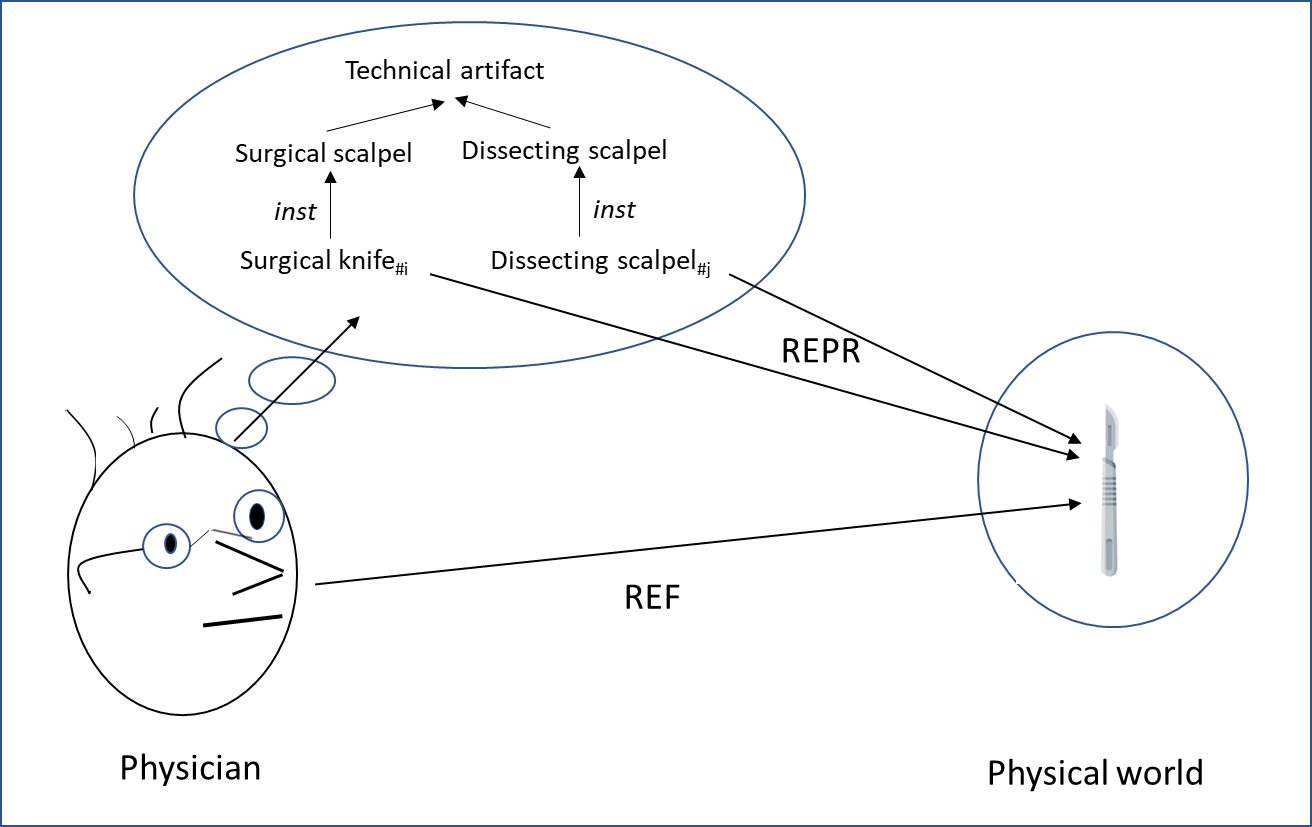 Technical artifact
Surgical scalpel
Dissecting scalpel
inst
inst
Surgical knife#i
Dissecting scalpel#j
REPR
REF
Physician
Physical world